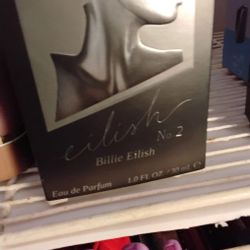 eilish
No. 2
Billie Eilish
Eau de Parfum 1.0 FL OZ / 30 ml ℮